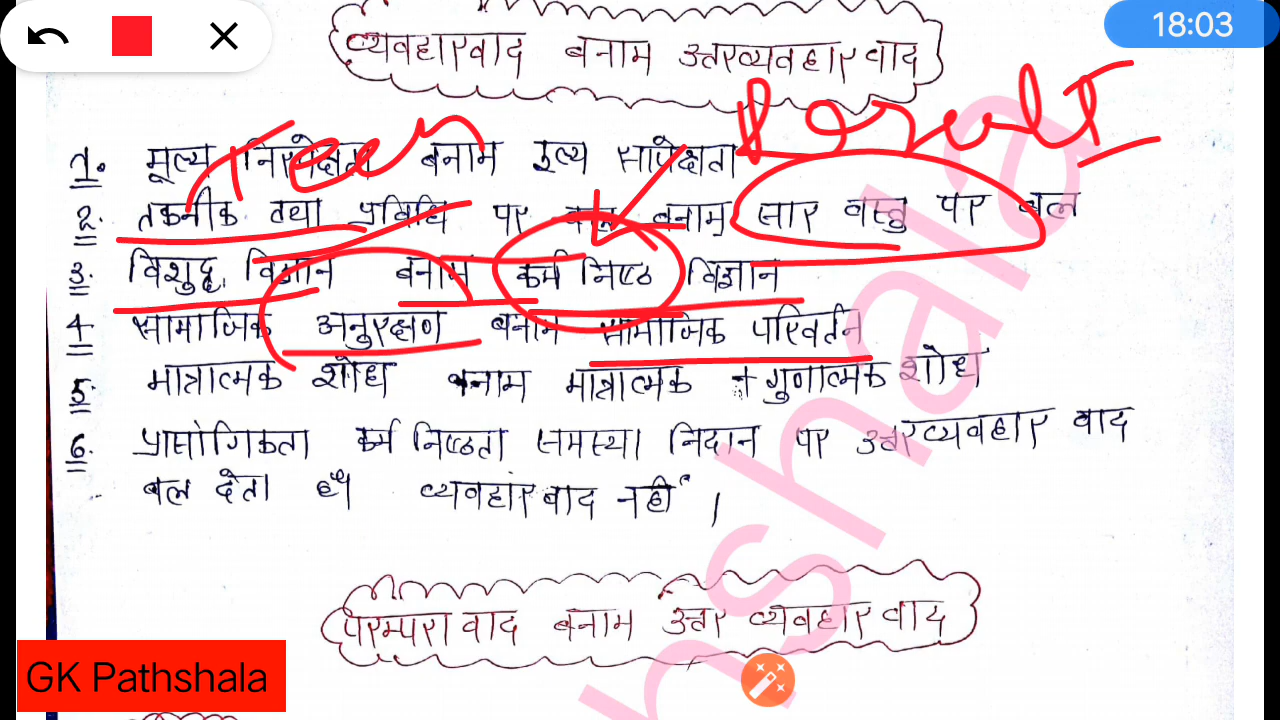 18:03
व्यवहारवाद बनाम उत्तरव्यवहारवाद
1. मूल्य निरपेक्षता बनाम मूल्य सापेक्षता
2. तकनीक तथा प्रविधि पर बल बनाम सार वस्तु पर बल
3. विशुद्ध विज्ञान बनाम कर्म निष्ठ विज्ञान
4 सामाजिक अनुरक्षण बनाम सामाजिक परिवर्तन
5. मात्रात्मक शोध बनाम मात्रात्मक + गुणात्मक शोध
6. प्रासंगिकता कर्म निष्ठता समस्या निदान पर उत्तरव्यवहार वाद
बल देता है। व्यवहारवाद नहीं ।
परम्परावाद बनाम उत्तर व्यवहारवाद
GK Pathshala